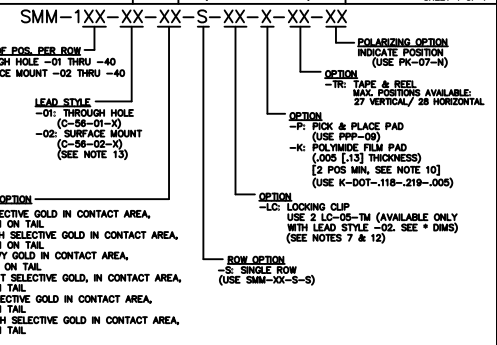 SMM-1XX-XX-XX-S-XX-X-XX-XX
OF POS. PER ROW
GH HOLE -01 THRU -40
CE MOUNT -02 THRU -40
LEAD STYLE
-01: THROUGH HOLE
(C-56-01-X)
-02: SURFACE MOUNT
(C-56-02-X)
(SEE NOTE 13)
OPTION
ECTIVE GOLD IN CONTACT AREA,
ON TAIL
H SELECTIVE GOLD IN CONTACT AREA,
ON TAIL
Y GOLD IN CONTACT AREA,
ON TAIL
T SELECTIVE GOLD, IN CONTACT AREA,
TAIL
ECTIVE GOLD IN CONTACT AREA,
TAIL
H SELECTIVE GOLD IN CONTACT AREA,
TAIL
POLARIZING OPTION
INDICATE POSITION
(USE PK-07-N)
OPTION
-TR: TAPE & REEL
MAX. POSITIONS AVAILABLE:
27 VERTICAL/ 28 HORIZONTAL
OPTION
-P: PICK & PLACE PAD
(USE PPP-09)
-K: POLYIMIDE FILM PAD
(.005 [.13] THICKNESS)
[2 POS MIN, SEE NOTE 10]
(USE K-DOT-.118-.219-.005)
OPTION
-LC: LOCKING CLIP
USE 2 LC-05-TM (AVAILABLE ONLY
WITH LEAD STYLE -02. SEE * DIMS)
(SEE NOTES 7 & 12)
ROW OPTION
-S: SINGLE ROW
(USE SMM-XX-S-S)